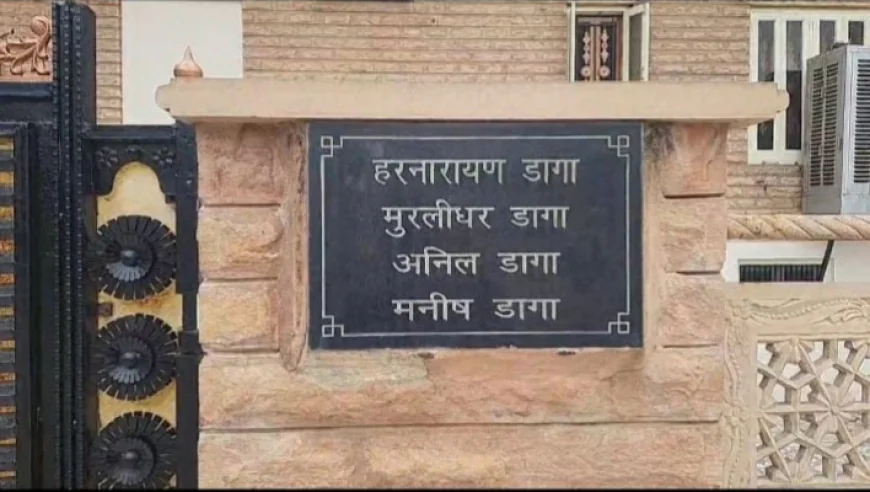 हरनारायण डागा
मुरलीधर डागा
अनिल डागा
मनीष डागा